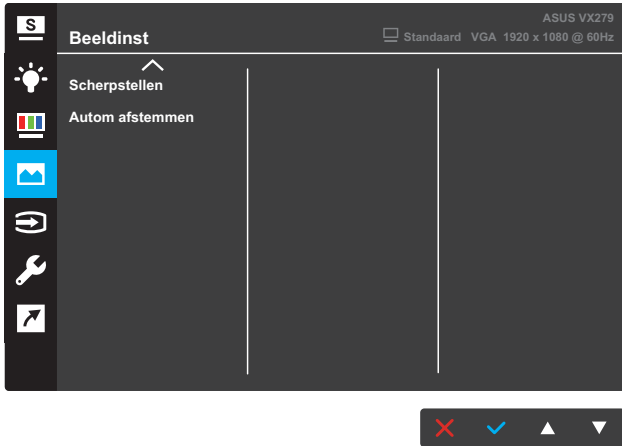 S
ASUS VX279
Beeldinst
Standaard VGA 1920 x 1080 @ 60Hz
Scherpstellen
Autom afstemmen